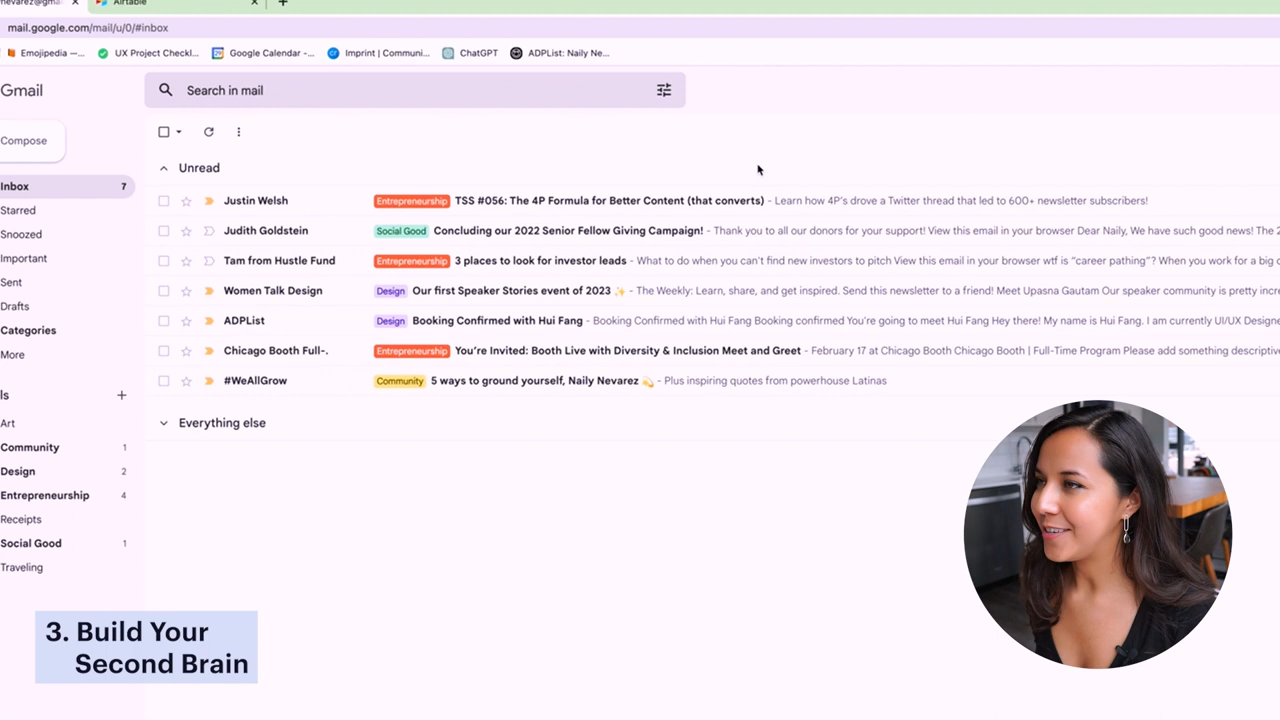 nevarez@gmai × Airtable × +
mail.google.com/mail/u/0/#inbox
Emojipedia —... UX Project Checkl... Google Calendar -... Imprint | Communi... ChatGPT ADPList: Naily Ne...
Gmail
Search in mail
Compose
Unread
Inbox 7
Starred
Snoozed
Important
Sent
Drafts
Categories
More
ls +
Art
Community 1
Design 2
Entrepreneurship 4
Receipts
Social Good 1
Traveling
Justin Welsh Entrepreneurship TSS #056: The 4P Formula for Better Content (that converts) - Learn how 4P's drove a Twitter thread that led to 600+ newsletter subscribers!
Judith Goldstein Social Good Concluding our 2022 Senior Fellow Giving Campaign! - Thank you to all our donors for your support! View this email in your browser Dear Naily, We have such good news! The 2
Tam from Hustle Fund Entrepreneurship 3 places to look for investor leads - What to do when you can't find new investors to pitch View this email in your browser wtf is “career pathing”? When you work for a big c
Women Talk Design Design Our first Speaker Stories event of 2023 ✨ - The Weekly: Learn, share, and get inspired. Send this newsletter to a friend! Meet Upasna Gautam Our speaker community is pretty incre
ADPList Design Booking Confirmed with Hui Fang - Booking Confirmed with Hui Fang Booking confirmed You're going to meet Hui Fang Hey there! My name is Hui Fang. I am currently UI/UX Designe
Chicago Booth Full-. Entrepreneurship You’re Invited: Booth Live with Diversity & Inclusion Meet and Greet - February 17 at Chicago Booth Chicago Booth | Full-Time Program Please add something descriptive
#WeAllGrow Community 5 ways to ground yourself, Naily Nevarez 💫 - Plus inspiring quotes from powerhouse Latinas
Everything else
3. Build Your
Second Brain